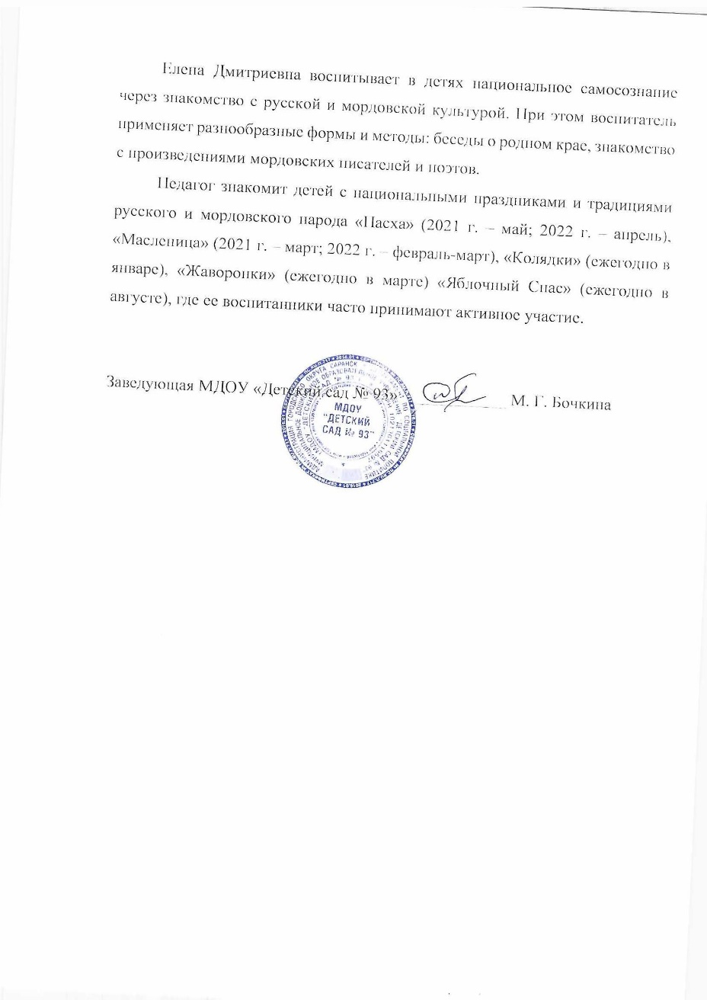 Елена Дмитриевна воспитывает в детях национальное самосознание
через знакомство с русской и мордовской культурой. При этом воспитатель
применяет разнообразные формы и методы: беседы о родном крае, знакомство
с произведениями мордовских писателей и поэтов.
Педагог знакомит детей с национальными праздниками и традициями
русского и мордовского народа «Пасха» (2021 г. – май; 2022 г. – апрель),
«Масленица» (2021 г. – март; 2022 г. – февраль-март), «Колядки» (ежегодно в
январе), «Жаворонки» (ежегодно в марте) «Яблочный Спас» (ежегодно в
августе), где ее воспитанники часто принимают активное участие.
Заведующая МДОУ «Детский сад № 93» М. Г. Бочкина
МДОУ
"ДЕТСКИЙ
САД № 93"